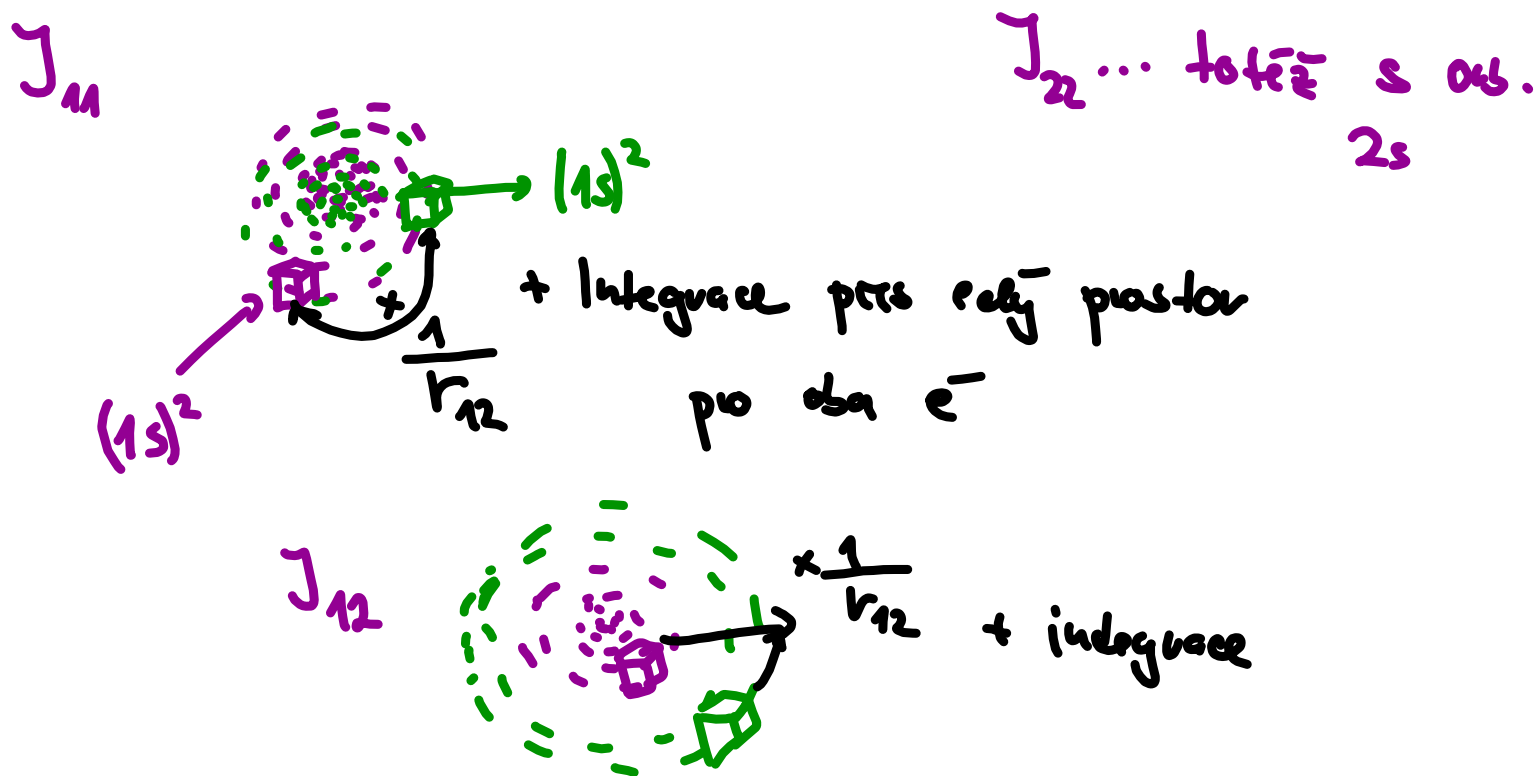 J₁₁
J₂₂ ... totéž s orb.
2s
(1s)²
+ Integrace přes celý prostor
pro oba e⁻
× 1/r₁₂
(1s)²
J₁₂
× 1/r₁₂ + integrace